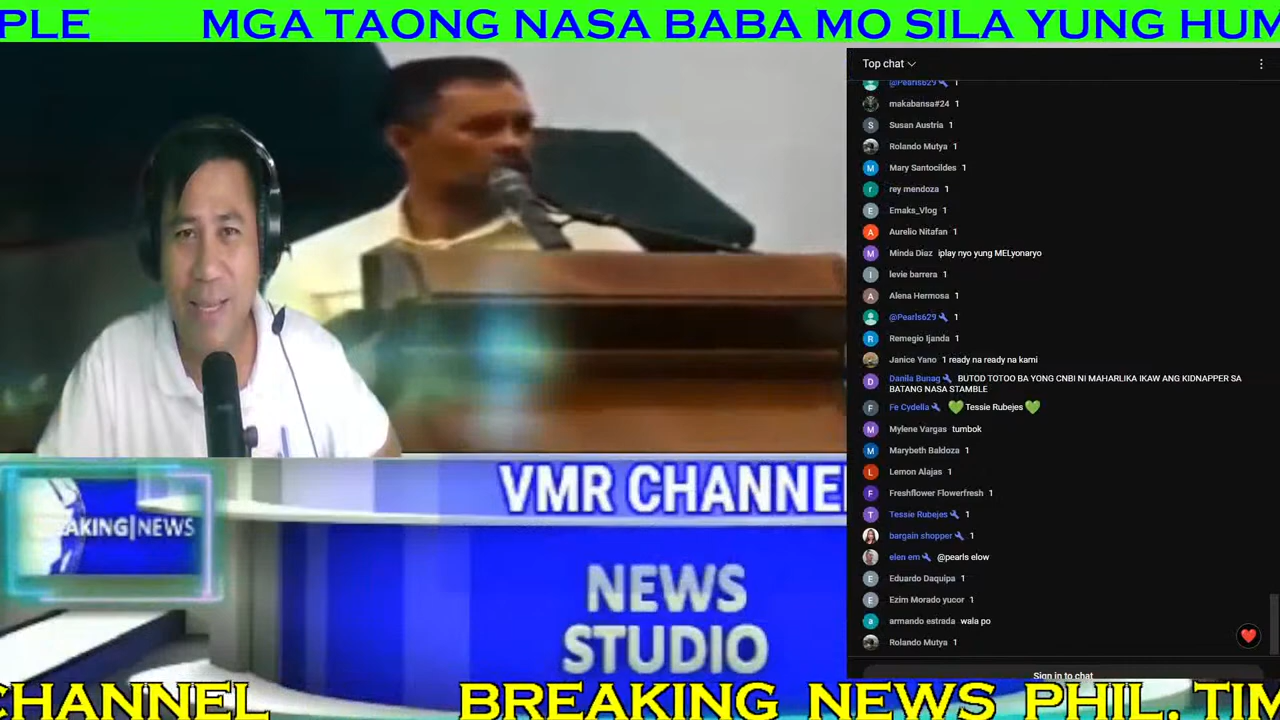 PLE MGA TAONG NASA BABA MO SILA YUNG HUM
Top chat
@Pearls629 1
makabansa#24 1
S Susan Austria 1
Rolando Mutya 1
M Mary Santocildes 1
r rey mendoza 1
E Emaks_Vlog 1
A Aurelio Nitafan 1
M Minda Diaz iplay nyo yung MELyonaryo
l levie barrera 1
A Alena Hermosa 1
@Pearls629 1
R Remegio Ijanda 1
Janice Yano 1 ready na ready na kami
D Danila Bunag BUTOD TOTOO BA YONG CNBI NI MAHARLIKA IKAW ANG KIDNAPPER SA
BATANG NASA STAMBLE
F Fe Cydella 💚 Tessie Rubejes 💚
M Mylene Vargas tumbok
M Marybeth Baldoza 1
L Lemon Alajas 1
F Freshflower Flowerfresh 1
T Tessie Rubejes 1
bargain shopper 1
elen em @pearls elow
E Eduardo Daquipa 1
E Ezim Morado yucor 1
a armando estrada wala po
Rolando Mutya 1
Sign in to chat
VMR CHANNE
AKING|NEWS
NEWS
STUDIO
CHANNEL BREAKING NEWS PHIL. TIM